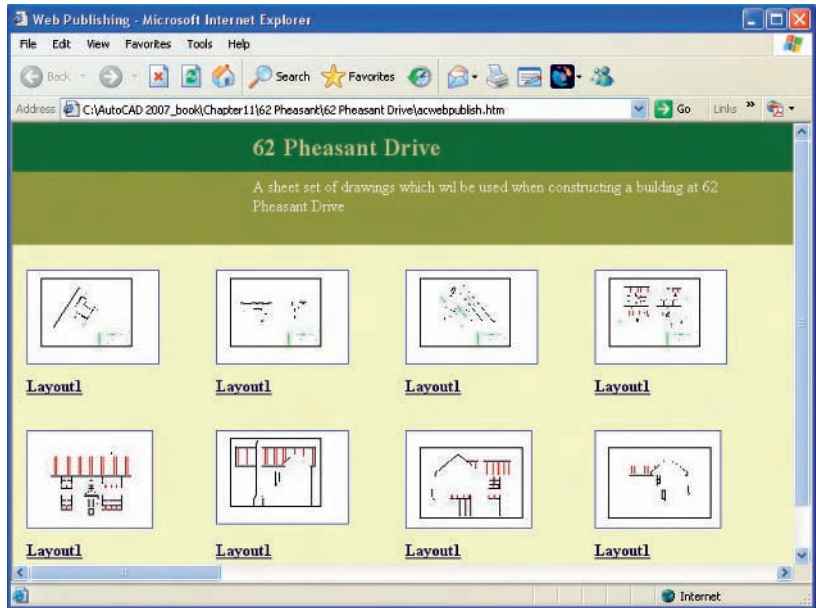 Web Publishing - Microsoft Internet Explorer
File Edit View Favorites Tools Help
Back Search Favorites
Address C:\AutoCAD 2007_book\Chapter11\62 Pheasant\62 Pheasant Drive\acwebpublish.htm Go Links »
62 Pheasant Drive
A sheet set of drawings which wil be used when constructing a building at 62
Pheasant Drive
Layout1 Layout1 Layout1 Layout1
Layout1 Layout1 Layout1 Layout1
Internet